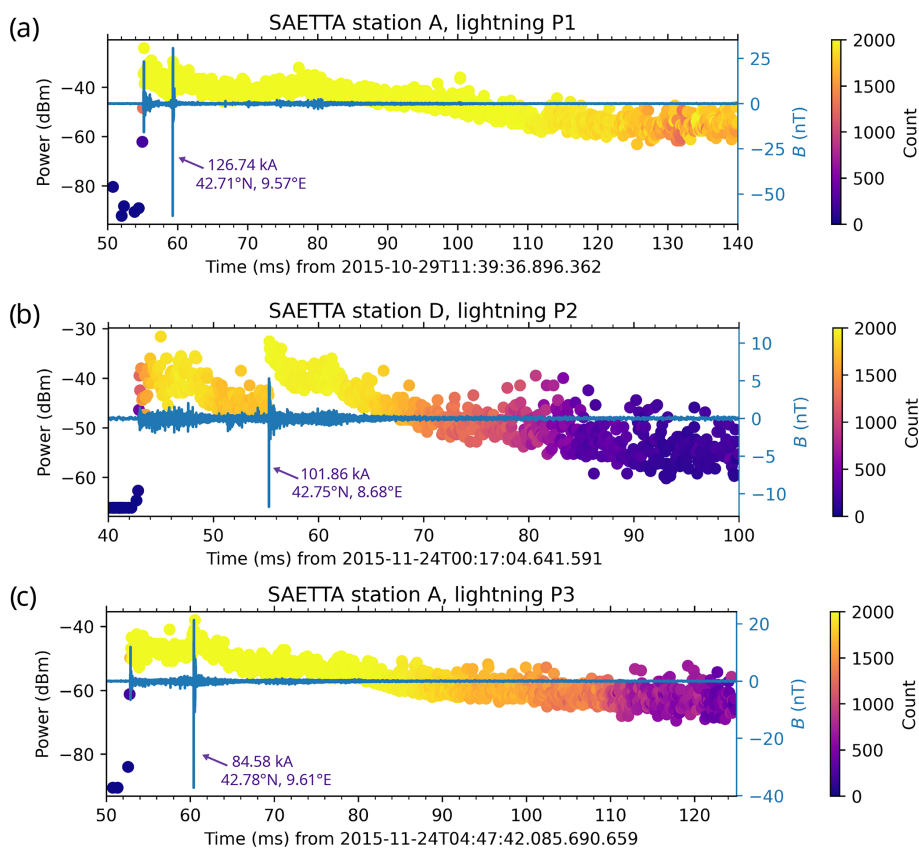 (a)
SAETTA station A, lightning P1
Power (dBm)
−40
−60
−80
126.74 kA
42.71°N, 9.57°E
25
0
−25
−50
B (nT)
50 60 70 80 90 100 110 120 130 140
Time (ms) from 2015-10-29T11:39:36.896.362
2000
1500
1000
500
0
Count
(b)
SAETTA station D, lightning P2
Power (dBm)
−30
−40
−50
−60
101.86 kA
42.75°N, 8.68°E
10
5
0
−5
−10
B (nT)
40 50 60 70 80 90 100
Time (ms) from 2015-11-24T00:17:04.641.591
2000
1500
1000
500
0
Count
(c)
SAETTA station A, lightning P3
Power (dBm)
−40
−60
−80
84.58 kA
42.78°N, 9.61°E
20
0
−20
−40
B (nT)
50 60 70 80 90 100 110 120
Time (ms) from 2015-11-24T04:47:42.085.690.659
2000
1500
1000
500
0
Count